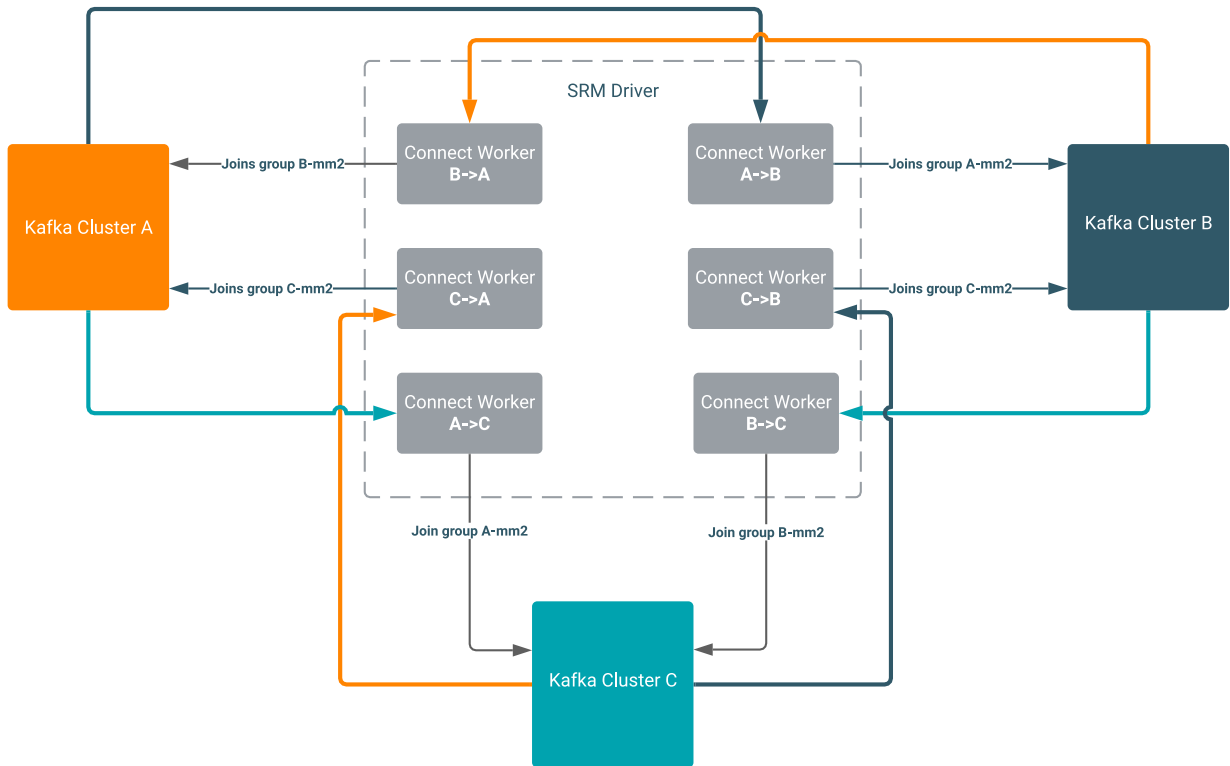 SRM Driver
Connect Worker
B->A
Connect Worker
A->B
Joins group B-mm2
Joins group A-mm2
Kafka Cluster A
Kafka Cluster B
Connect Worker
C->A
Connect Worker
C->B
Joins group C-mm2
Joins group C-mm2
Connect Worker
A->C
Connect Worker
B->C
Join group A-mm2
Join group B-mm2
Kafka Cluster C